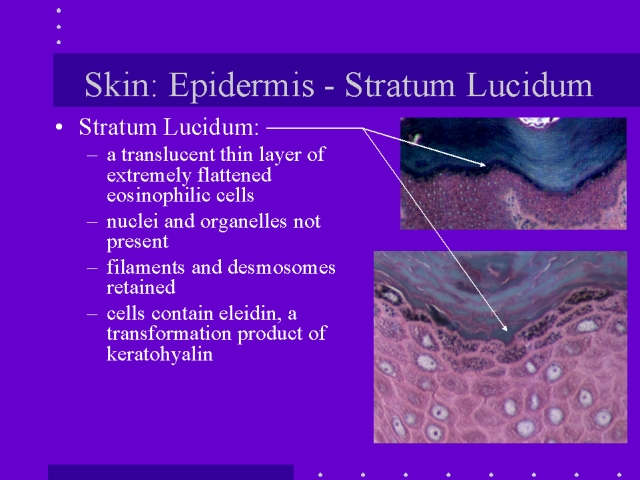 Skin: Epidermis - Stratum Lucidum
• Stratum Lucidum:
– a translucent thin layer of
extremely flattened
eosinophilic cells
– nuclei and organelles not
present
– filaments and desmosomes
retained
– cells contain eleidin, a
transformation product of
keratohyalin